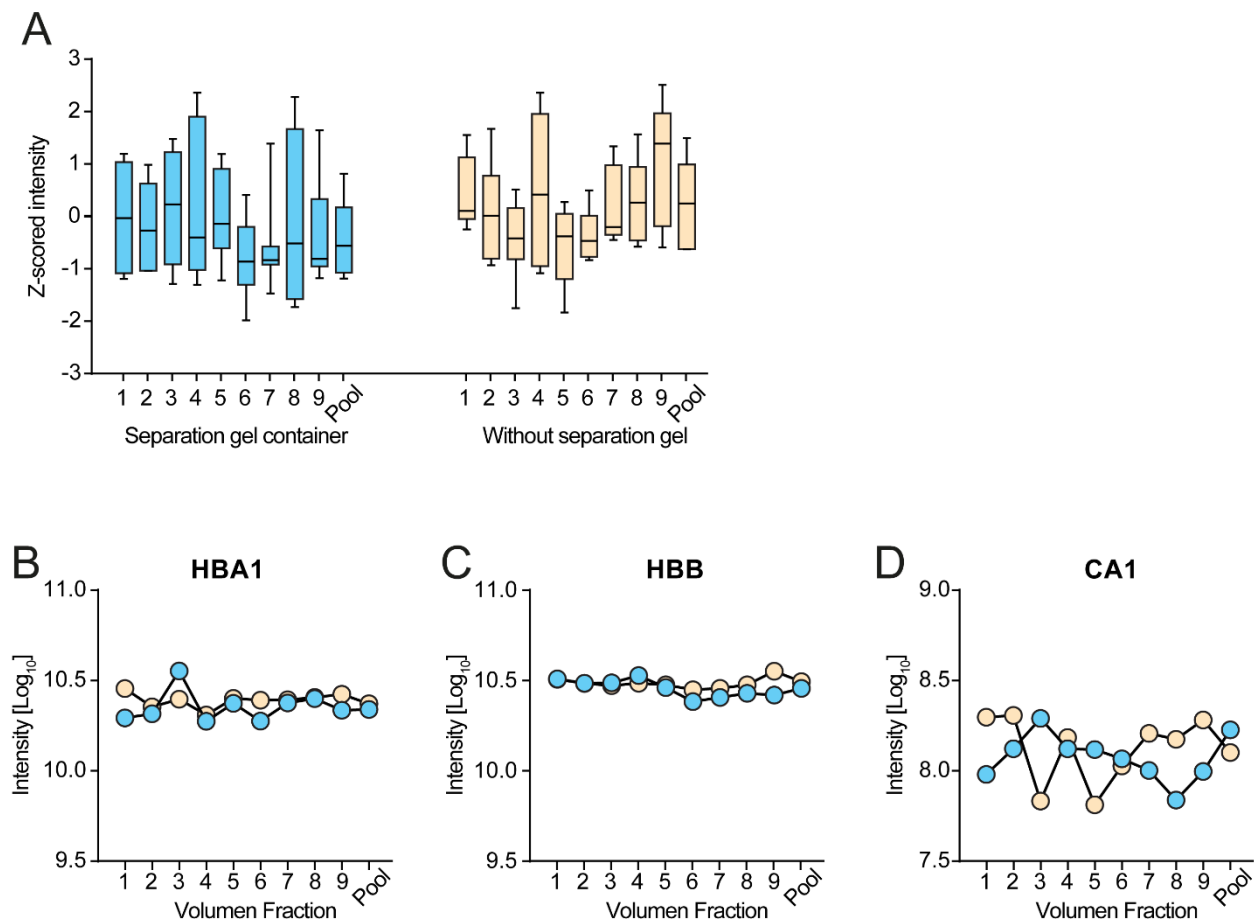 A
Z-scored intensity
3
2
1
0
-1
-2
-3
1 2 3 4 5 6 7 8 9 Pool
1 2 3 4 5 6 7 8 9 Pool
Separation gel container
Without separation gel
B
HBA1
Intensity [Log10]
11.0
10.5
10.0
9.5
1 2 3 4 5 6 7 8 9 Pool
Volumen Fraction
C
HBB
Intensity [Log10]
11.0
10.5
10.0
9.5
1 2 3 4 5 6 7 8 9 Pool
Volumen Fraction
D
CA1
Intensity [Log10]
9.0
8.5
8.0
7.5
1 2 3 4 5 6 7 8 9 Pool
Volumen Fraction